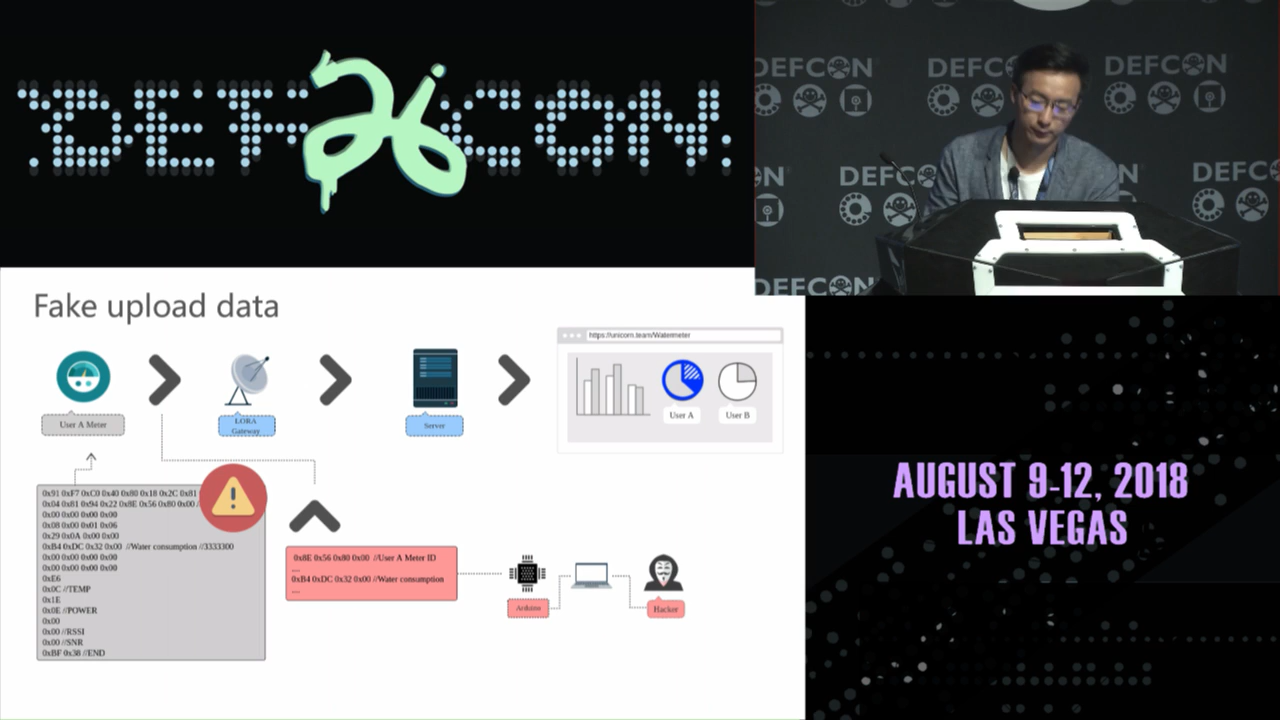 DEF CON
26
DEFCON
DEFCON
DEFCON
DEFCON
DEFCON
DEFCON
Fake upload data
https://unicorn.team/Watermeter
User A
User B
User A Meter
LORA
Gateway
Server
0x91 0xF7 0xC0 0x40 0x80 0x18 0x2C 0x81
0x04 0x81 0x94 0x22 0x8E 0x56 0x80 0x00 /
0x00 0x00 0x00 0x00
0x08 0x00 0x01 0x06
0x29 0x0A 0x00 0x00
0xB4 0xDC 0x32 0x00 //Water consumption //3333300
0x00 0x00 0x00 0x00
0x00 0x00 0x00 0x00
0xE6
0x0C //TEMP
0x1E
0x0E //POWER
0x00
0x00 //RSSI
0x00 //SNR
0xBF 0x38 //END
0x8E 0x56 0x80 0x00 //User A Meter ID
...
0xB4 0xDC 0x32 0x00 //Water consumption
...
Arduino
Hacker
AUGUST 9-12, 2018
LAS VEGAS